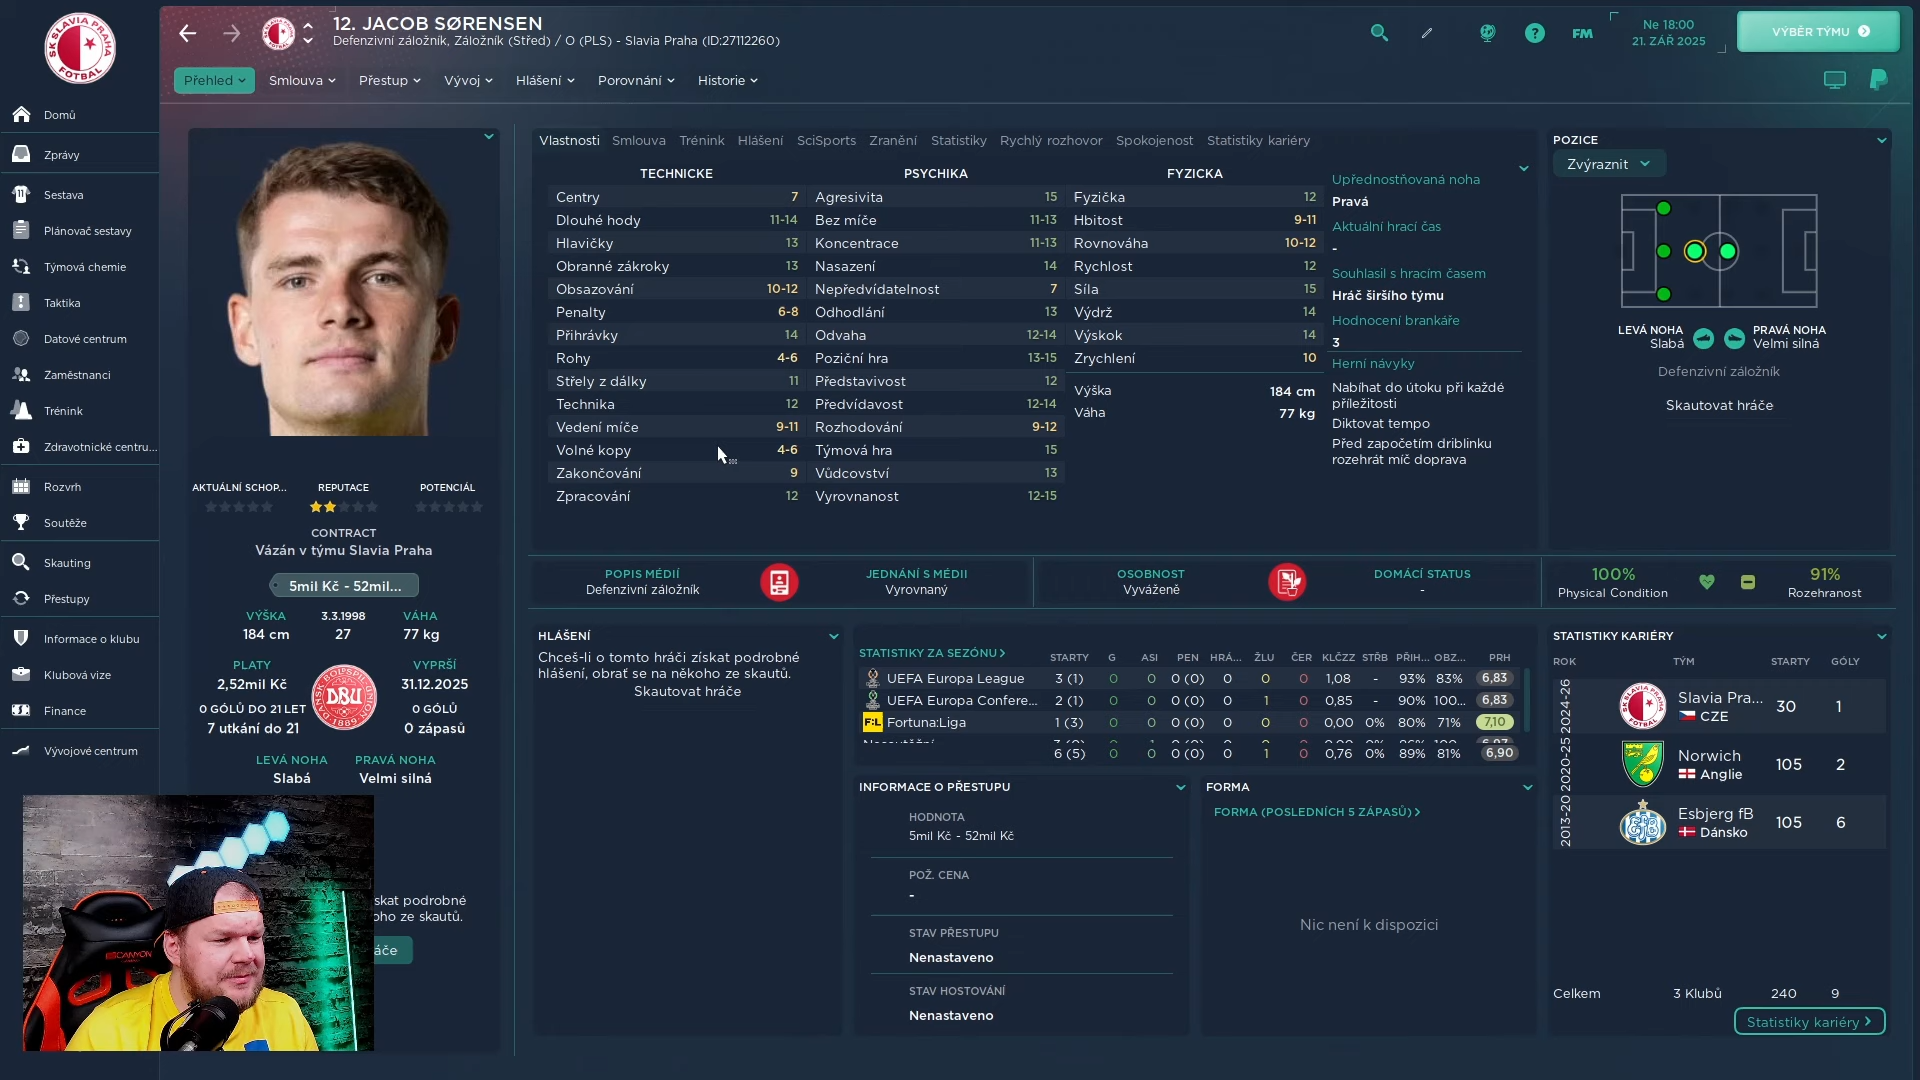 12. JACOB SØRENSEN
Defenzivní záložník, Záložník (Střed) / O (PLS) - Slavia Praha (ID:27112260)
FM
Ne 18:00
21. ZÁŘ 2025
VÝBĚR TÝMU
Přehled
Smlouva
Přestup
Vývoj
Hlášení
Porovnání
Historie
SK SLAVIA PRAHA
FOTBAL
Domů
Zprávy
Sestava
Plánovač sestavy
Týmová chemie
Taktika
Datové centrum
Zaměstnanci
Trénink
Zdravotnické centru...
Rozvrh
Soutěže
Skauting
Přestupy
Informace o klubu
Klubová vize
Finance
Vývojové centrum
AKTUÁLNÍ SCHOP...
REPUTACE
POTENCIÁL
CONTRACT
Vázán v týmu Slavia Praha
5mil Kč - 52mil...
VÝŠKA 3.3.1998 VÁHA
184 cm 27 77 kg
PLATY VYPRŠÍ
2,52mil Kč 31.12.2025
0 GÓLŮ DO 21 LET 0 GÓLŮ
7 utkání do 21 0 zápasů
DANSK BOLDSPIL UNION
DBU
1889
LEVÁ NOHA PRAVÁ NOHA
Slabá Velmi silná
skat podrobné
oho ze skautů.
áče
CANYON
Vlastnosti Smlouva Trénink Hlášení SciSports Zranění Statistiky Rychlý rozhovor Spokojenost Statistiky kariéry
TECHNICKE
Centry 7
Dlouhé hody 11-14
Hlavičky 13
Obranné zákroky 13
Obsazování 10-12
Penalty 6-8
Přihrávky 14
Rohy 4-6
Střely z dálky 11
Technika 12
Vedení míče 9-11
Volné kopy 4-6
Zakončování 9
Zpracování 12
PSYCHIKA
Agresivita 15
Bez míče 11-13
Koncentrace 11-13
Nasazení 14
Nepředvídatelnost 7
Odhodlání 13
Odvaha 12-14
Poziční hra 13-15
Představivost 12
Předvídavost 12-14
Rozhodování 9-12
Týmová hra 15
Vůdcovství 13
Vyrovnanost 12-15
FYZICKA
Fyzička 12
Hbitost 9-11
Rovnováha 10-12
Rychlost 12
Síla 15
Výdrž 14
Výskok 14
Zrychlení 10
Výška 184 cm
Váha 77 kg
Upřednostňovaná noha
Pravá
Aktuální hrací čas
-
Souhlasil s hracím časem
Hráč širšího týmu
Hodnocení brankáře
3
Herní návyky
Nabíhat do útoku při každé
příležitosti
Diktovat tempo
Před započetím driblinku
rozehrát míč doprava
POZICE
Zvýraznit
LEVÁ NOHA PRAVÁ NOHA
Slabá Velmi silná
Defenzivní záložník
Skautovat hráče
POPIS MÉDIÍ
Defenzivní záložník
JEDNÁNÍ S MÉDII
Vyrovnaný
OSOBNOST
Vyváženě
DOMÁCÍ STATUS
-
100%
Physical Condition
91%
Rozehranost
HLÁŠENÍ
Chceš-li o tomto hráči získat podrobné
hlášení, obrať se na někoho ze skautů.
Skautovat hráče
STATISTIKY ZA SEZÓNU STARTY G ASI PEN HRÁ... ŽLU ČER KLČZZ STŘB PŘIH... OBZ... PRH
UEFA Europa League 3 (1) 0 0 0 (0) 0 0 0 1,08 - 93% 83% 6,83
UEFA Europa Confere... 2 (1) 0 0 0 (0) 0 1 0 0,85 - 90% 100... 6,83
F:L Fortuna:Liga 1 (3) 0 0 0 (0) 0 0 0 0,00 0% 80% 71% 7,10
6 (5) 0 0 0 (0) 0 1 0 0,76 0% 89% 81% 6,90
INFORMACE O PŘESTUPU
HODNOTA
5mil Kč - 52mil Kč
POŽ. CENA
-
STAV PŘESTUPU
Nenastaveno
STAV HOSTOVÁNÍ
Nenastaveno
FORMA
FORMA (POSLEDNÍCH 5 ZÁPASŮ)
Nic není k dispozici
STATISTIKY KARIÉRY
ROK TÝM STARTY GÓLY
2024-26 Slavia Pra... CZE 30 1
2020-25 Norwich Anglie 105 2
2013-20 Esbjerg fB Dánsko 105 6
Celkem 3 Klubů 240 9
Statistiky kariéry